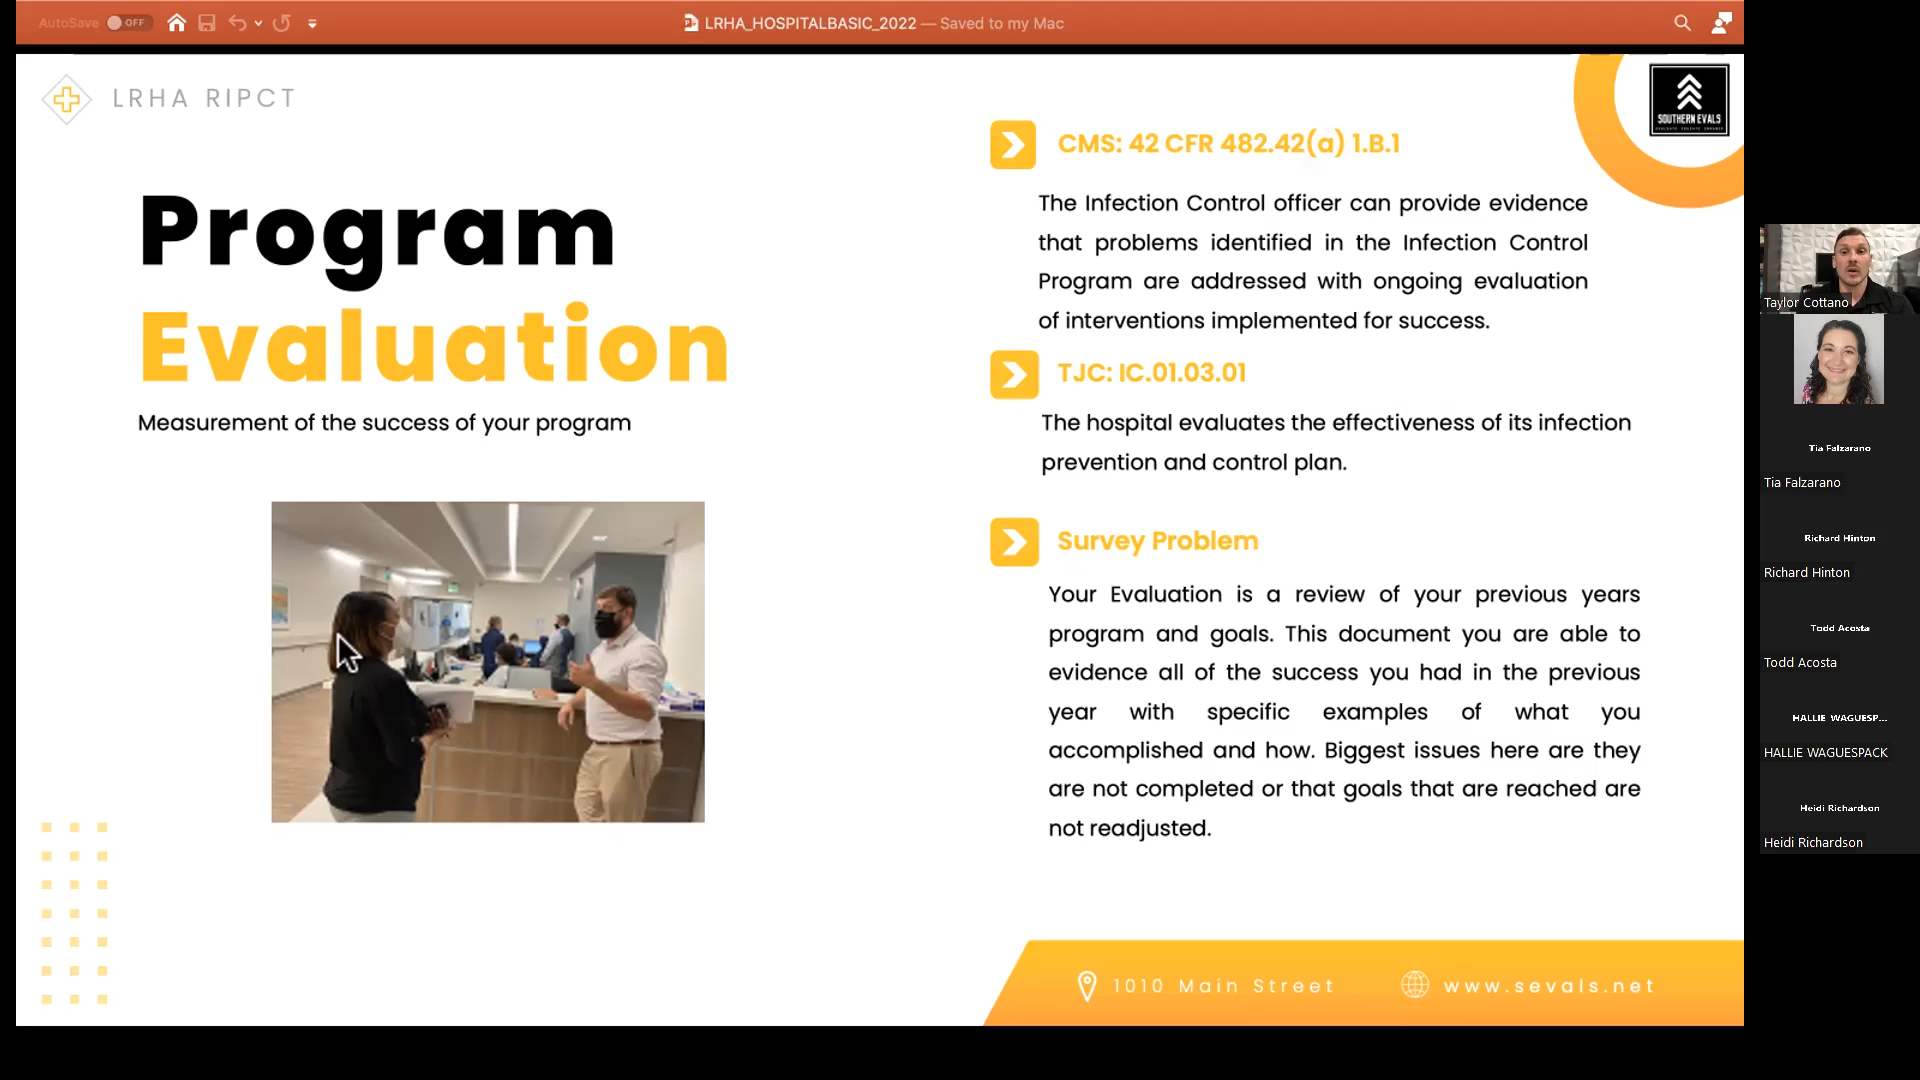 AutoSave OFF
LRHA_HOSPITALBASIC_2022 — Saved to my Mac
LRHA RIPCT
Program
Evaluation
Measurement of the success of your program
CMS: 42 CFR 482.42(a) 1.B.1
The Infection Control officer can provide evidence
that problems identified in the Infection Control
Program are addressed with ongoing evaluation
of interventions implemented for success.
TJC: IC.01.03.01
The hospital evaluates the effectiveness of its infection
prevention and control plan.
Survey Problem
Your Evaluation is a review of your previous years
program and goals. This document you are able to
evidence all of the success you had in the previous
year with specific examples of what you
accomplished and how. Biggest issues here are they
are not completed or that goals that are reached are
not readjusted.
1010 Main Street
www.sevals.net
SOUTHERN EVALS
EVALUATE EDUCATE ENHANCE
Taylor Cottano
Tia Falzarano
Tia Falzarano
Richard Hinton
Richard Hinton
Todd Acosta
Todd Acosta
HALLIE WAGUESP...
HALLIE WAGUESPACK
Heidi Richardson
Heidi Richardson